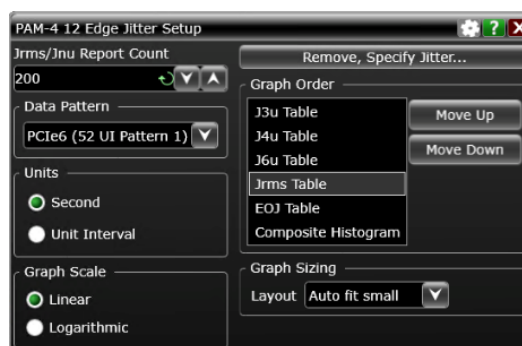 PAM-4 12 Edge Jitter Setup
?
X
Jrms/Jnu Report Count
200
Data Pattern
PCIe6 (52 UI Pattern 1)
Units
Second
Unit Interval
Graph Scale
Linear
Logarithmic
Remove, Specify Jitter...
Graph Order
J3u Table
J4u Table
J6u Table
Jrms Table
EOJ Table
Composite Histogram
Move Up
Move Down
Graph Sizing
Layout Auto fit small